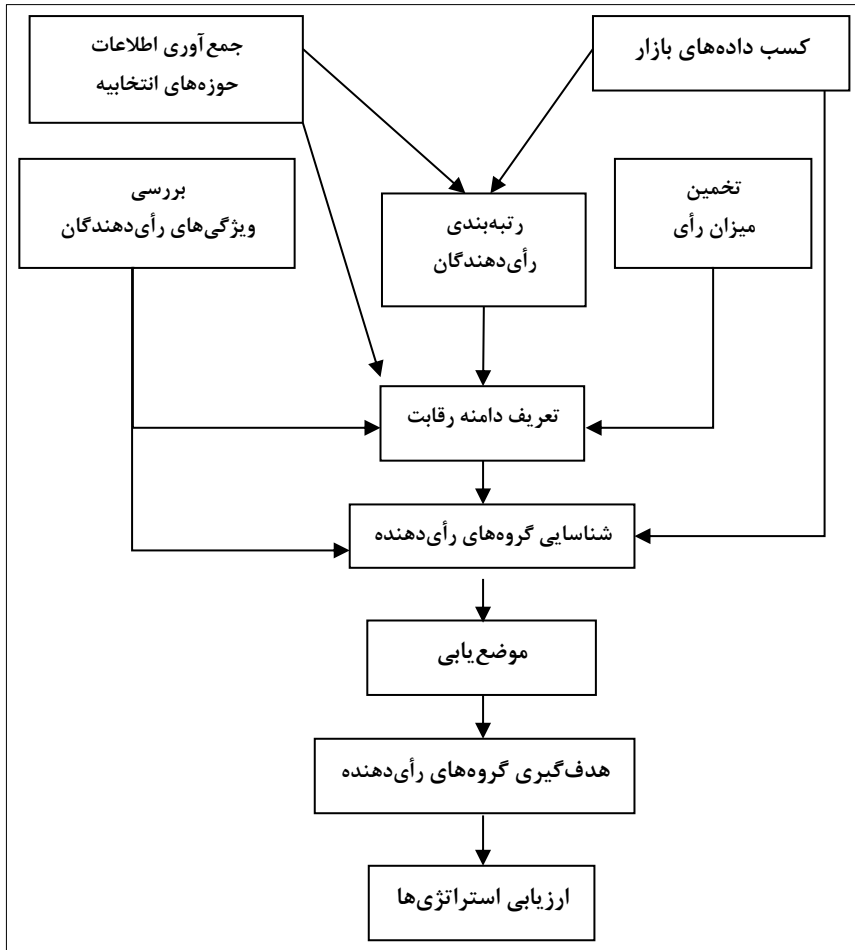 جمع‌آوری اطلاعات
حوزه‌های انتخابیه
کسب داده‌های بازار
بررسی
ویژگی‌های رأی‌دهندگان
رتبه‌بندی
رأی‌دهندگان
تخمین
میزان رأی
تعریف دامنه رقابت
شناسایی گروه‌های رأی‌دهنده
موضع‌یابی
هدف‌گیری گروه‌های رأی‌دهنده
ارزیابی استراتژی‌ها